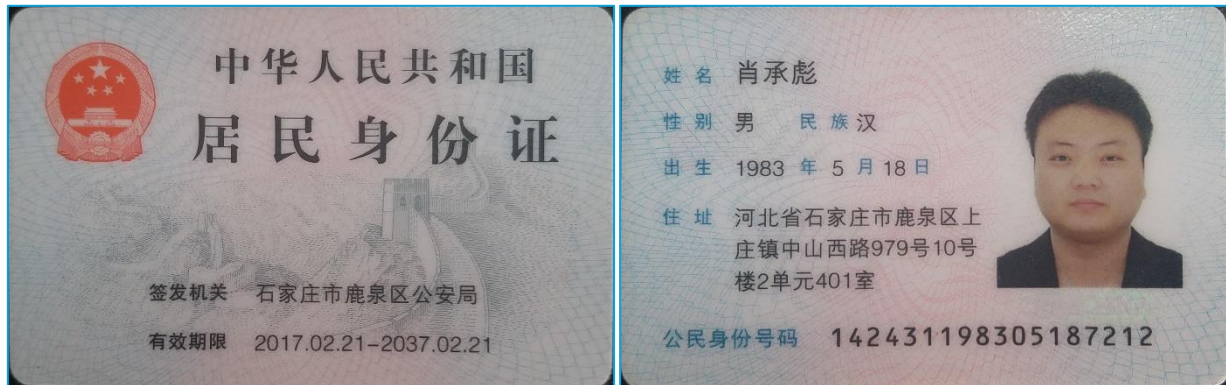 中华人民共和国
居民身份证
签发机关 石家庄市鹿泉区公安局
有效期限 2017.02.21-2037.02.21
姓名 肖承彪
性别 男 民族 汉
出生 1983 年 5 月 18 日
住址 河北省石家庄市鹿泉区上
庄镇中山西路979号10号
楼2单元401室
公民身份号码 142431198305187212